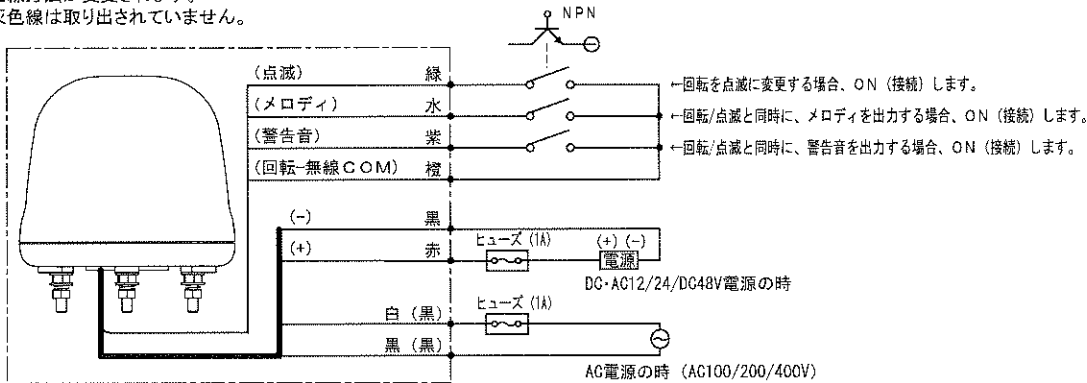 灰色線は取り出されていません。
NPN
(点滅) 緑
←回転を点滅に変更する場合、ON (接続) します。
(メロディ) 水
←回転/点滅と同時に、メロディを出力する場合、ON (接続) します。
(警告音) 紫
←回転/点滅と同時に、警告音を出力する場合、ON (接続) します。
(回転-無線COM) 橙
(-) 黒
(+) 赤
ヒューズ (1A)
(+) (-)
電源
DC・AC12/24/DC48V電源の時
白 (黒)
ヒューズ (1A)
黒 (黒)
AC電源の時 (AC100/200/400V)